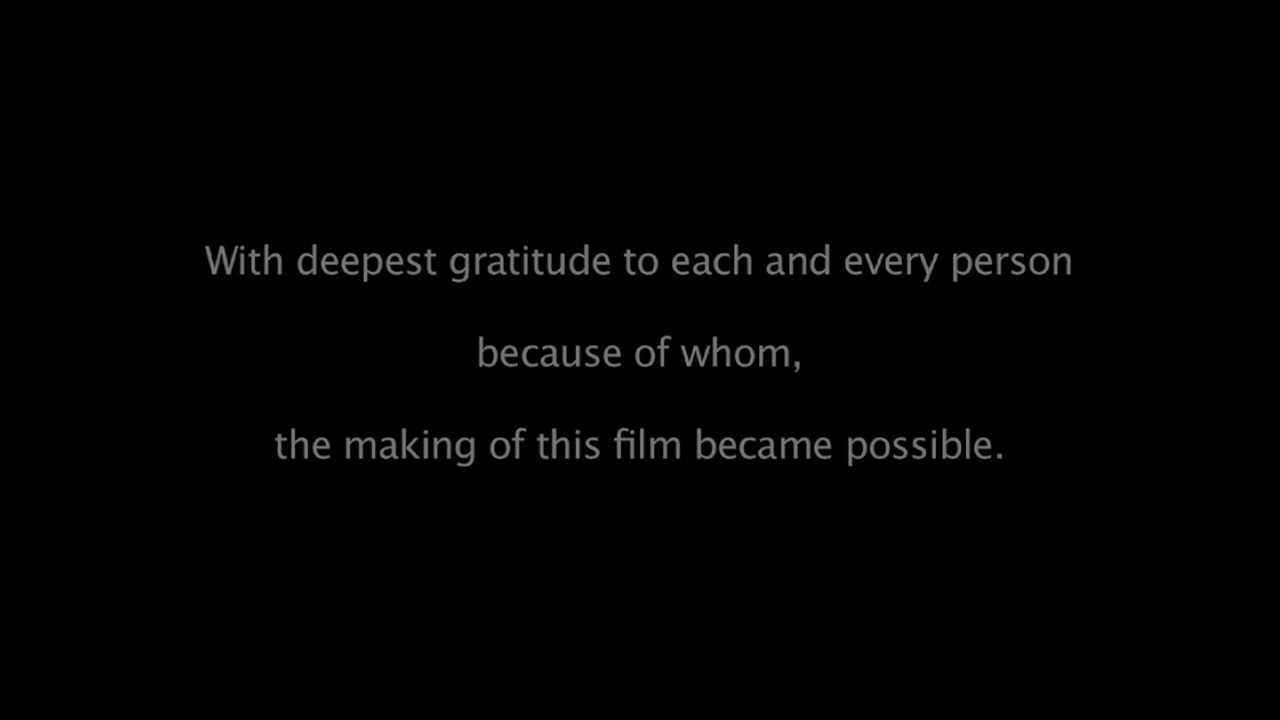 With deepest gratitude to each and every person
because of whom,
the making of this film became possible.